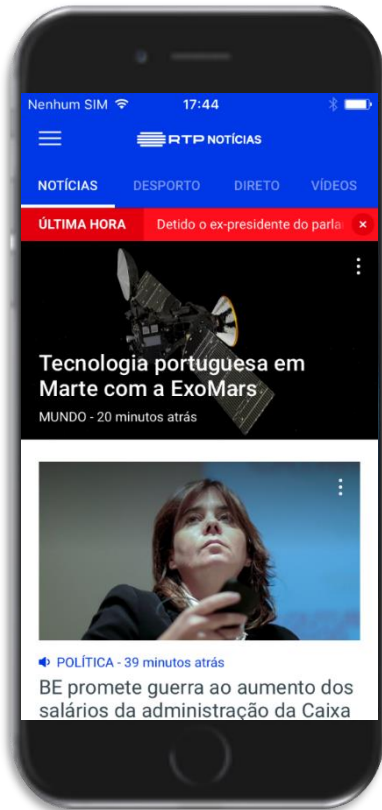 Nenhum SIM 17:44
RTP NOTÍCIAS
NOTÍCIAS DESPORTO DIRETO VÍDEOS
ÚLTIMA HORA Detido o ex-presidente do parla
Tecnologia portuguesa em
Marte com a ExoMars
MUNDO - 20 minutos atrás
POLÍTICA - 39 minutos atrás
BE promete guerra ao aumento dos
salários da administração da Caixa